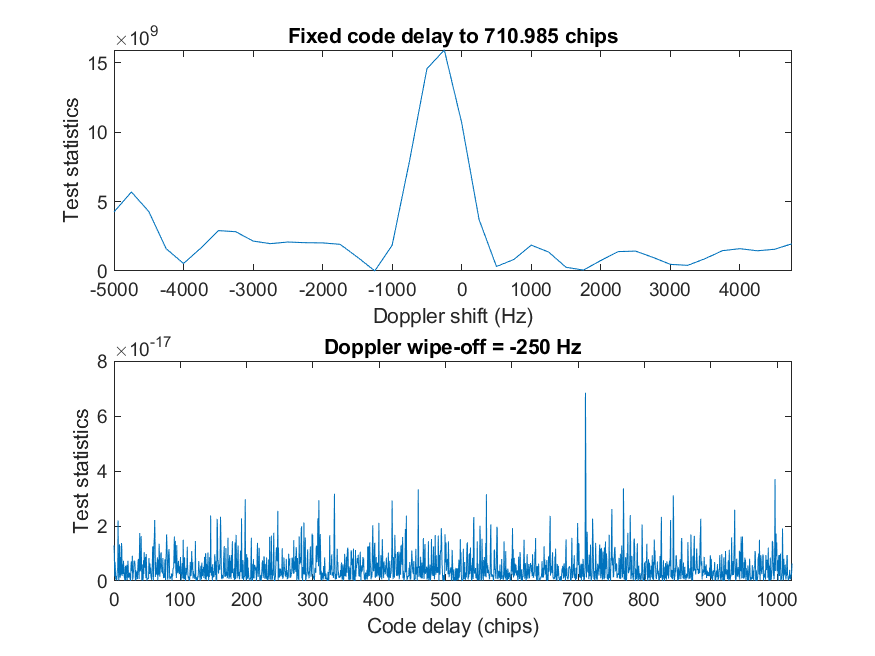 ×10⁹
Fixed code delay to 710.985 chips
15
10
5
0
Test statistics
-5000 -4000 -3000 -2000 -1000 0 1000 2000 3000 4000
Doppler shift (Hz)
×10⁻¹⁷
Doppler wipe-off = -250 Hz
8
6
4
2
0
Test statistics
0 100 200 300 400 500 600 700 800 900 1000
Code delay (chips)